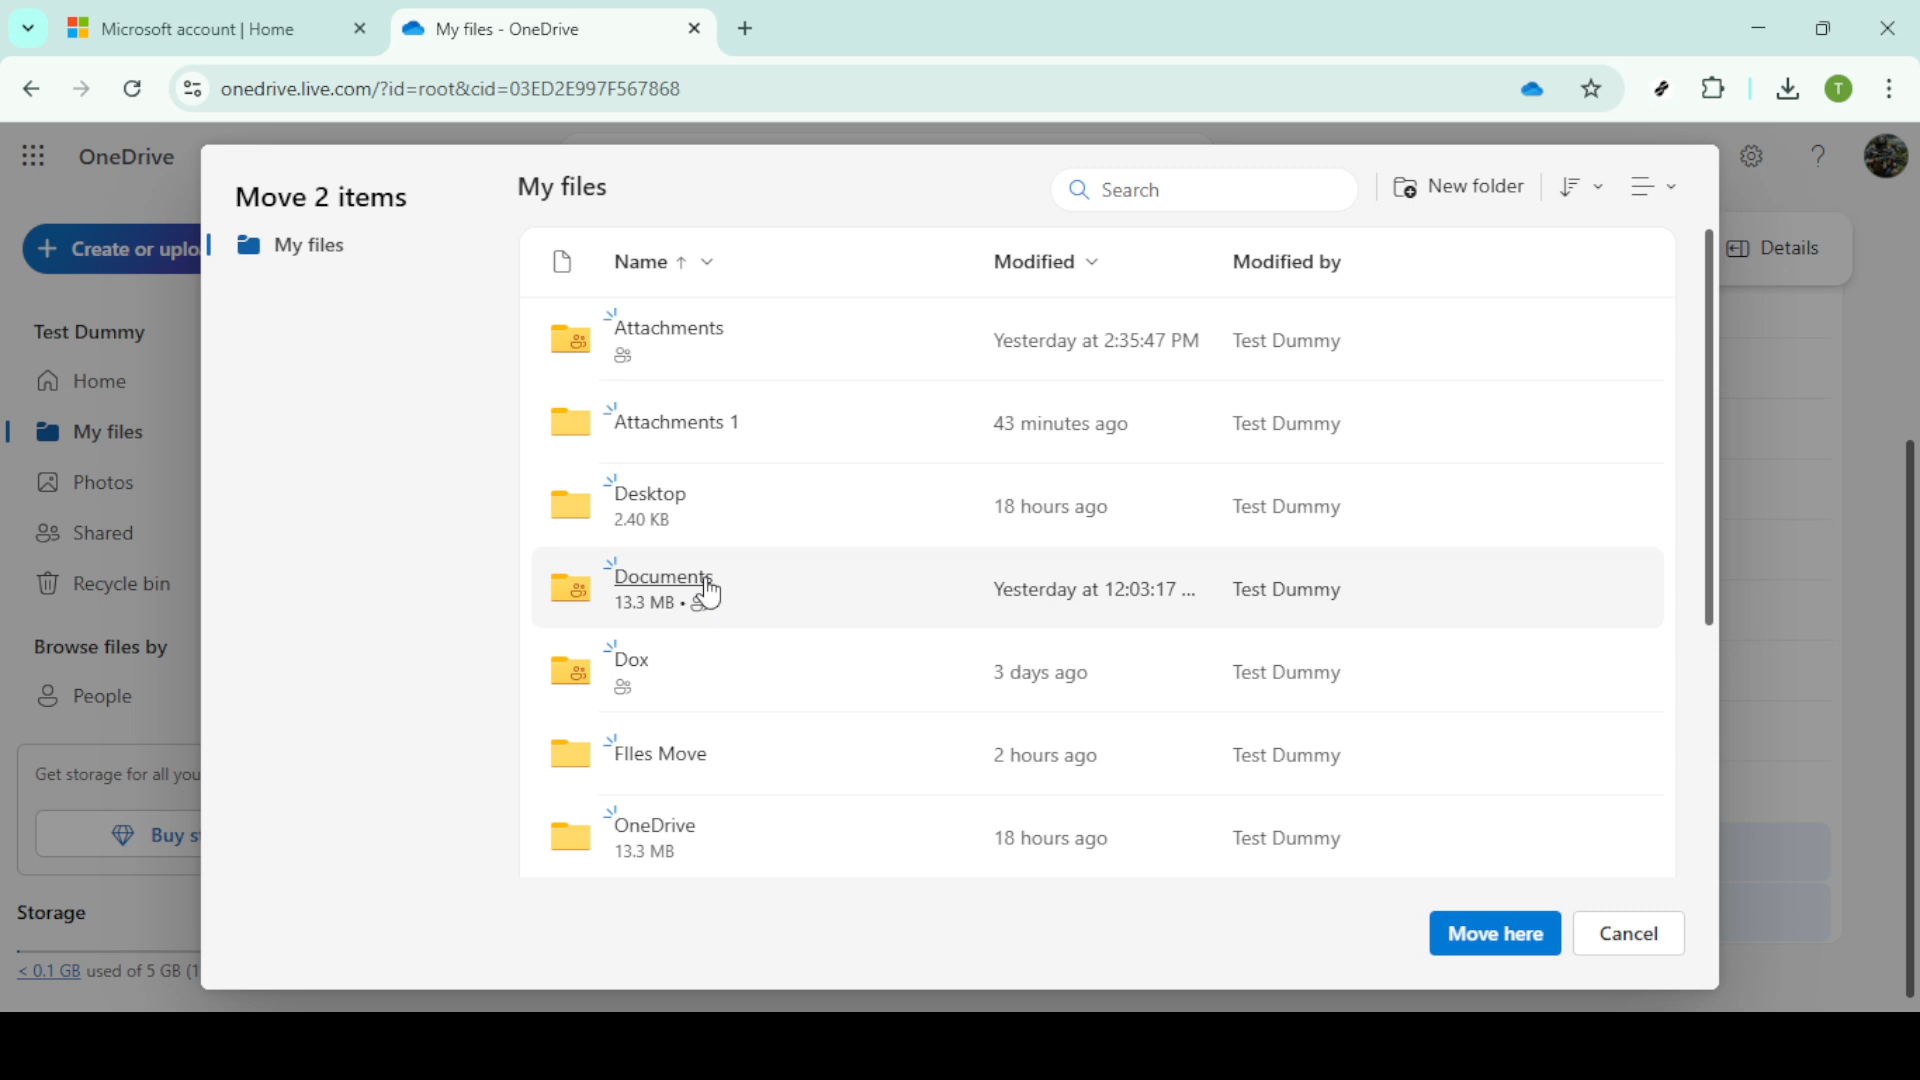 Microsoft account | Home
My files - OneDrive
onedrive.live.com/?id=root&cid=03ED2E997F567868
T
OneDrive
Create or uplo
Test Dummy
Home
My files
Photos
Shared
Recycle bin
Browse files by
People
Get storage for all you
Buy s
Storage
< 0.1 GB used of 5 GB (1
Details
Move 2 items
My files
My files
Search
New folder
Name Modified Modified by
Attachments
Yesterday at 2:35:47 PM Test Dummy
Attachments 1 43 minutes ago Test Dummy
Desktop
2.40 KB
18 hours ago Test Dummy
Documents
13.3 MB •
Yesterday at 12:03:17 ... Test Dummy
Dox
3 days ago Test Dummy
FIles Move 2 hours ago Test Dummy
OneDrive
13.3 MB
18 hours ago Test Dummy
Move here
Cancel